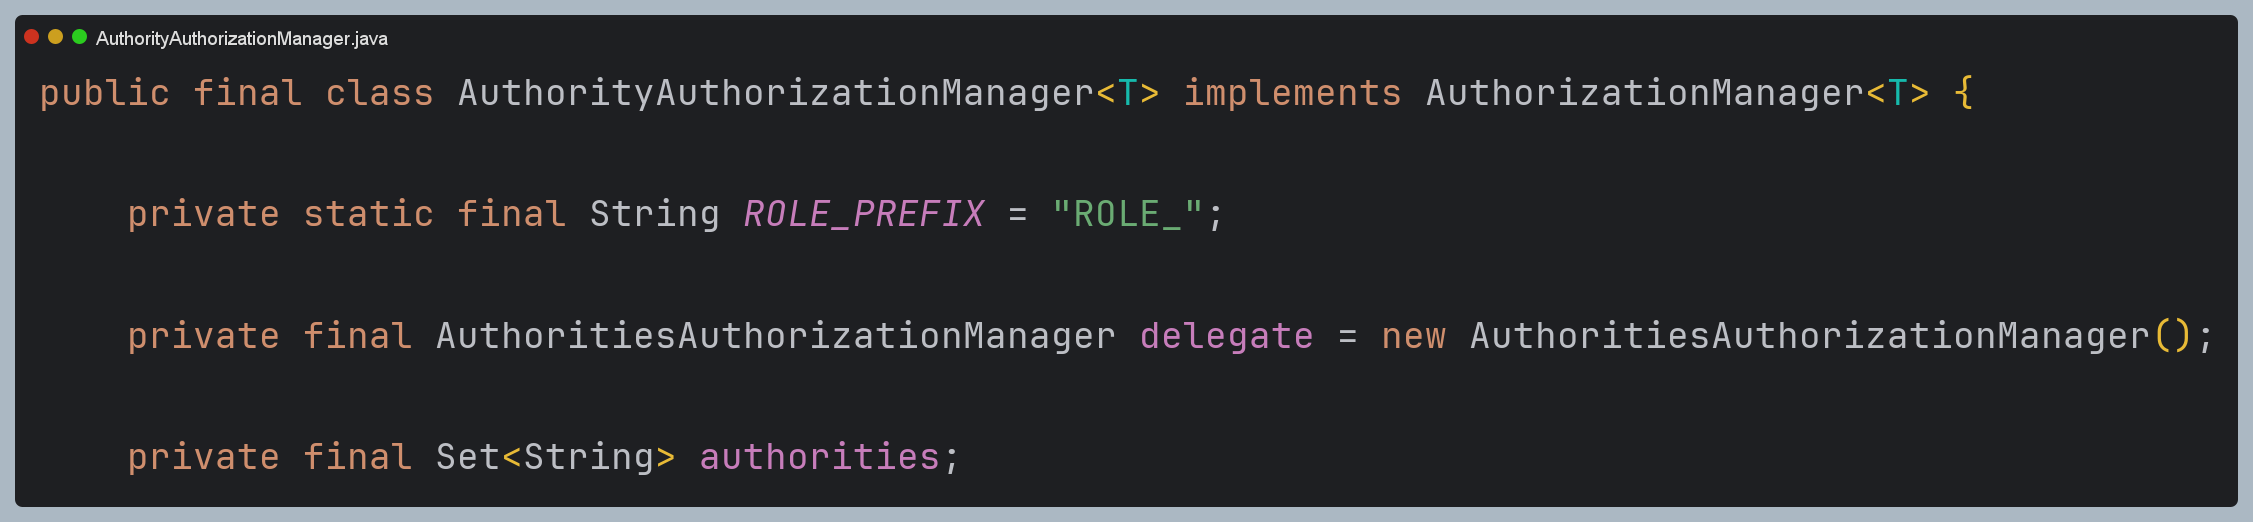 AuthorityAuthorizationManager.java
public final class AuthorityAuthorizationManager<T> implements AuthorizationManager<T> {
private static final String ROLE_PREFIX = "ROLE_";
private final AuthoritiesAuthorizationManager delegate = new AuthoritiesAuthorizationManager();
private final Set<String> authorities;